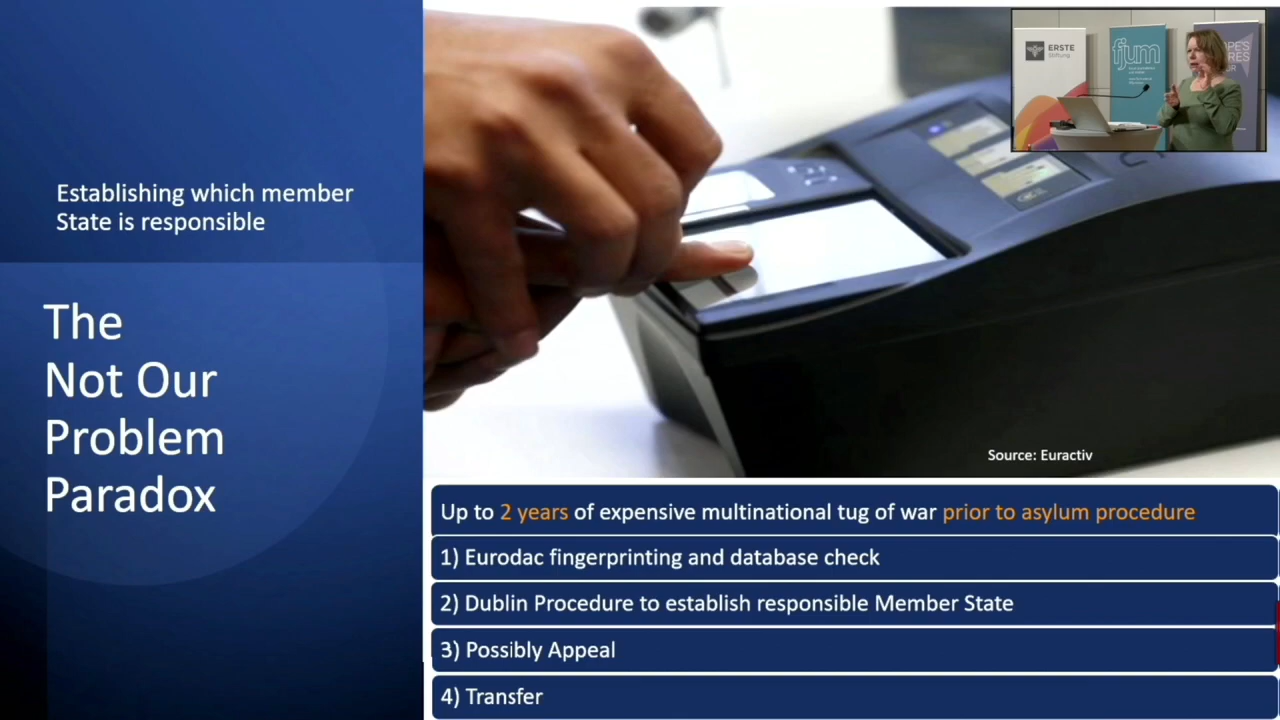 Establishing which member
State is responsible
The
Not Our
Problem
Paradox
ERSTE
Stiftung
fjum
Source: Euractiv
Up to 2 years of expensive multinational tug of war prior to asylum procedure
1) Eurodac fingerprinting and database check
2) Dublin Procedure to establish responsible Member State
3) Possibly Appeal
4) Transfer